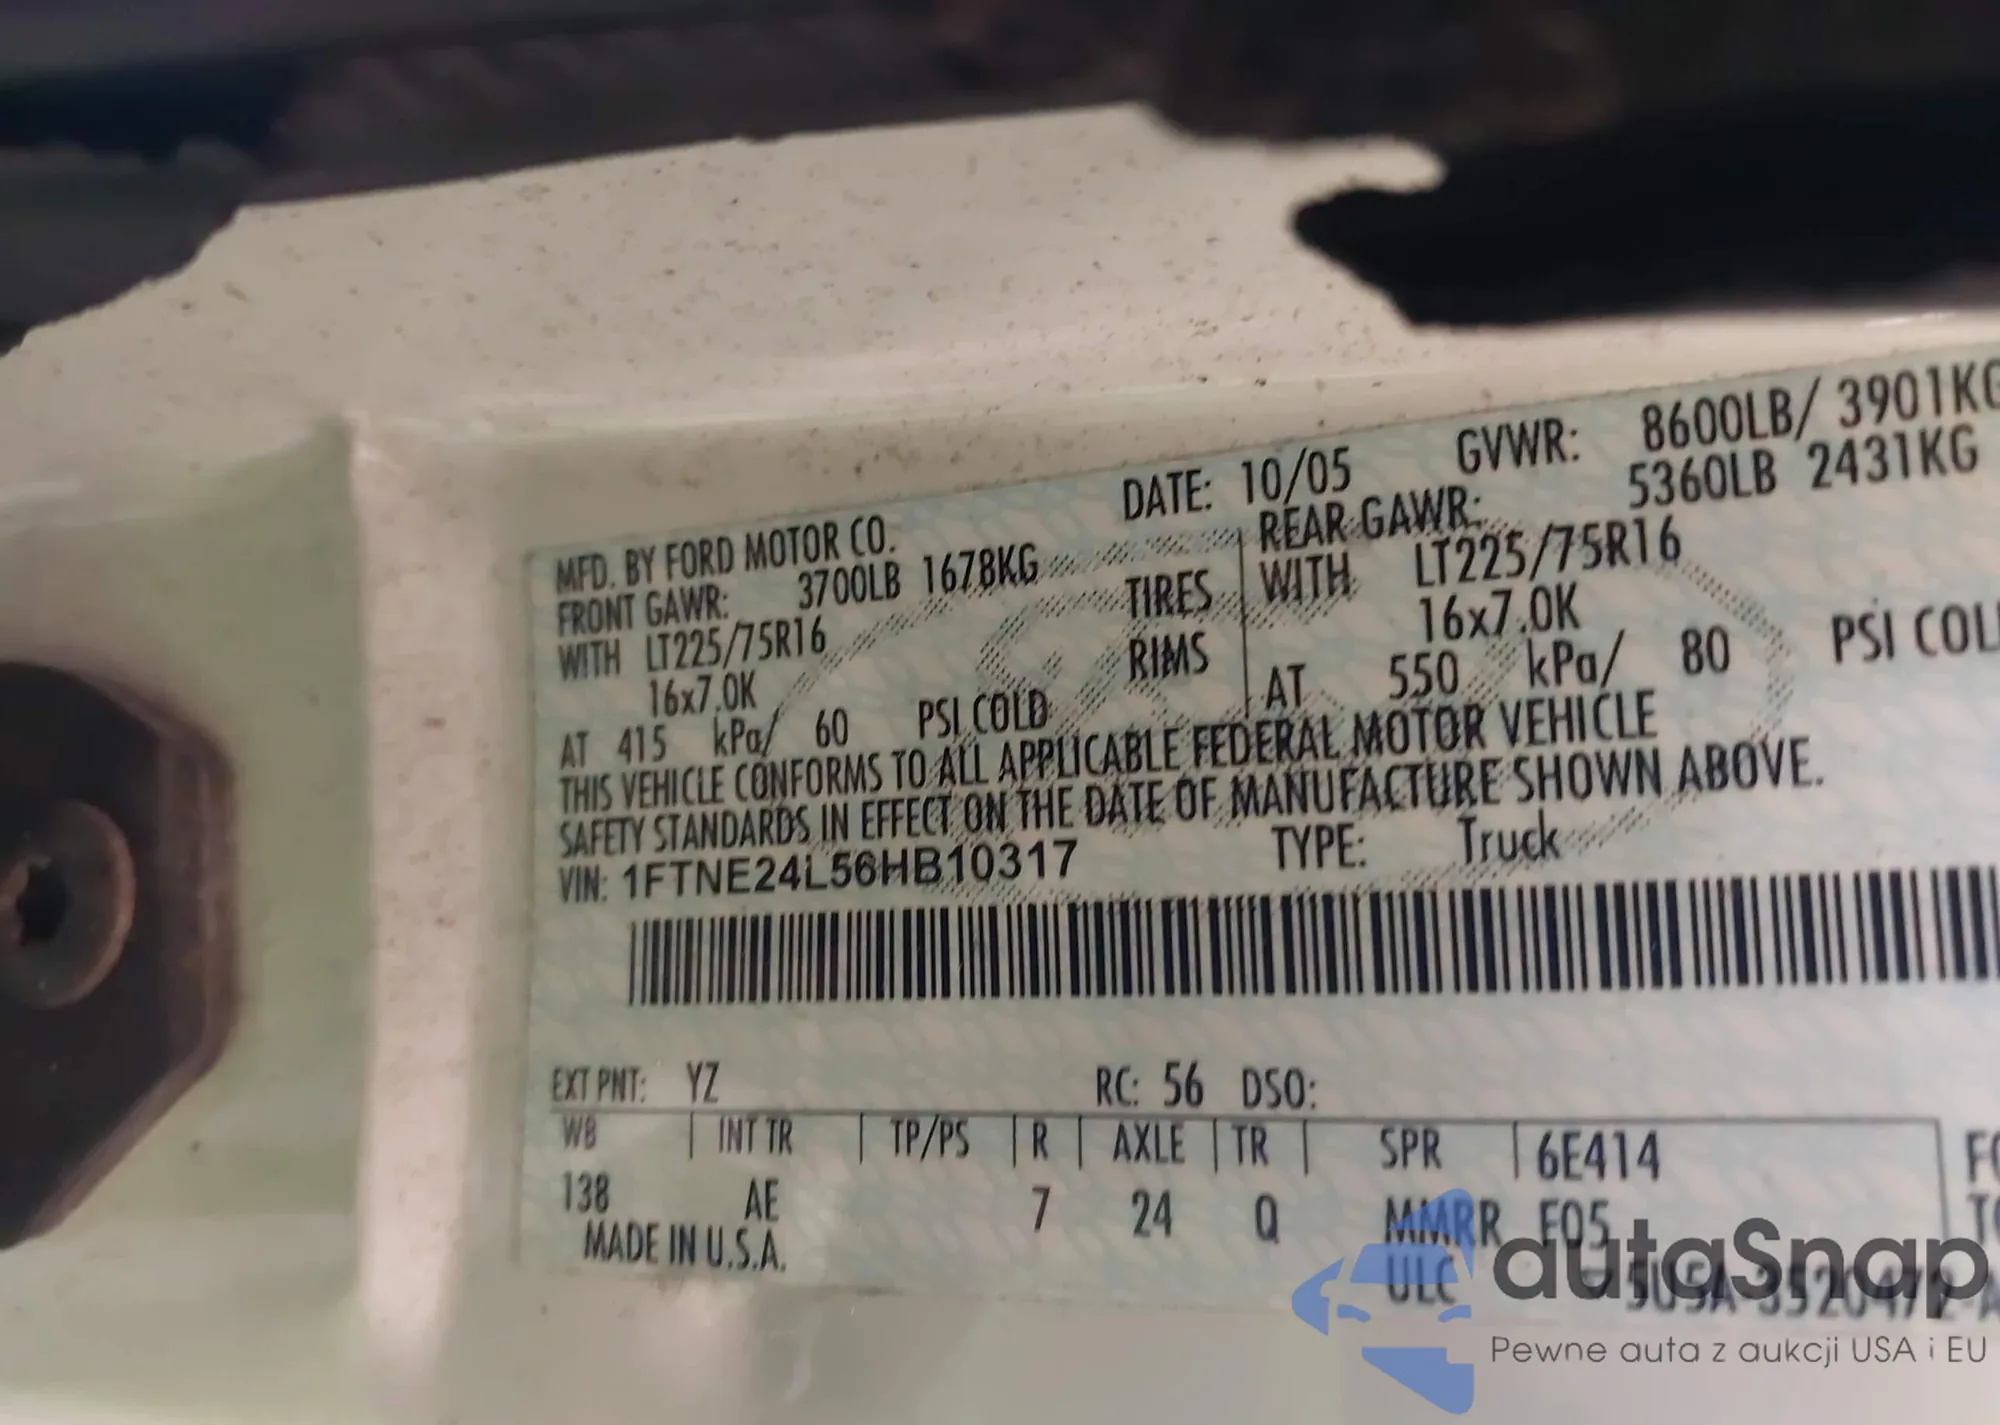 MFD. BY FORD MOTOR CO.
DATE: 10/05
GVWR: 8600LB/ 3901KG
FRONT GAWR: 3700LB 1678KG
REAR GAWR: 5360LB 2431KG
WITH LT225/75R16 TIRES WITH LT225/75R16
16x7.0K RIMS 16x7.0K
AT 415 kPa/ 60 PSI COLD AT 550 kPa/ 80 PSI COL
THIS VEHICLE CONFORMS TO ALL APPLICABLE FEDERAL MOTOR VEHICLE
SAFETY STANDARDS IN EFFECT ON THE DATE OF MANUFACTURE SHOWN ABOVE.
VIN: 1FTNE24L56HB10317 TYPE: Truck
EXT PNT: YZ RC: 56 DSO:
WB INT TR TP/PS R AXLE TR SPR 6E414
138 AE 7 24 Q MMRR
MADE IN U.S.A. ULC
autaSnap
Pewne auta z aukcji USA i EU